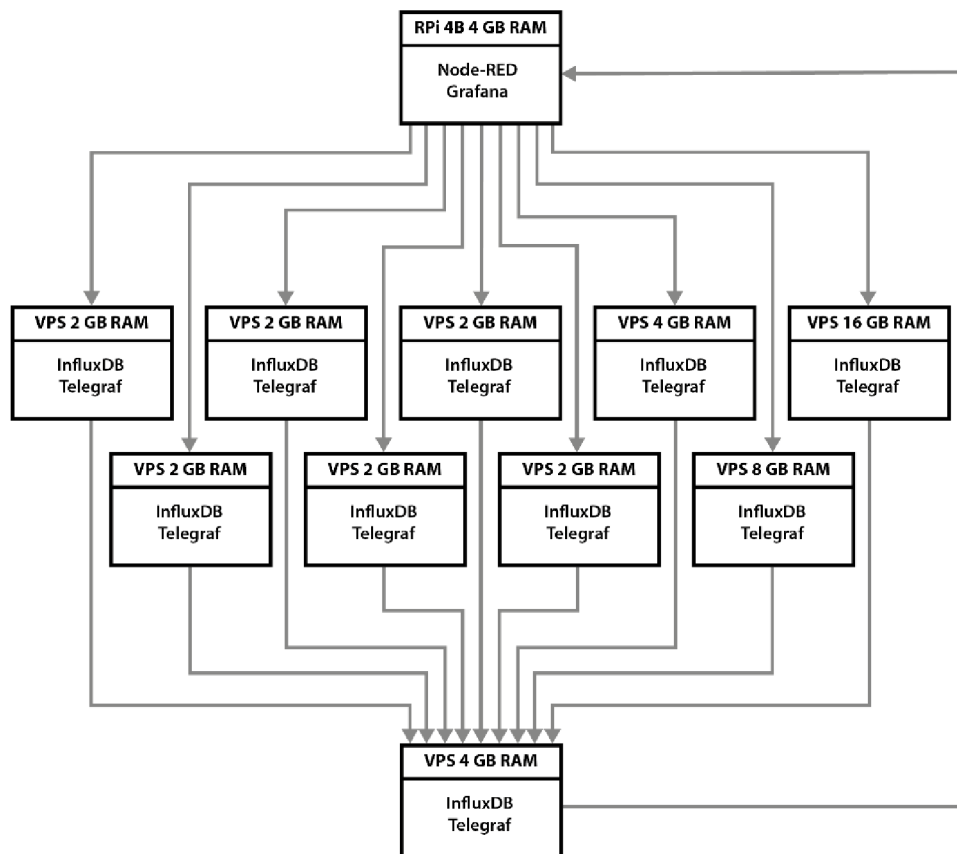 RPi 4B 4 GB RAM
Node-RED
Grafana
VPS 2 GB RAM
InfluxDB
Telegraf
VPS 2 GB RAM
InfluxDB
Telegraf
VPS 2 GB RAM
InfluxDB
Telegraf
VPS 4 GB RAM
InfluxDB
Telegraf
VPS 16 GB RAM
InfluxDB
Telegraf
VPS 2 GB RAM
InfluxDB
Telegraf
VPS 2 GB RAM
InfluxDB
Telegraf
VPS 2 GB RAM
InfluxDB
Telegraf
VPS 8 GB RAM
InfluxDB
Telegraf
VPS 4 GB RAM
InfluxDB
Telegraf